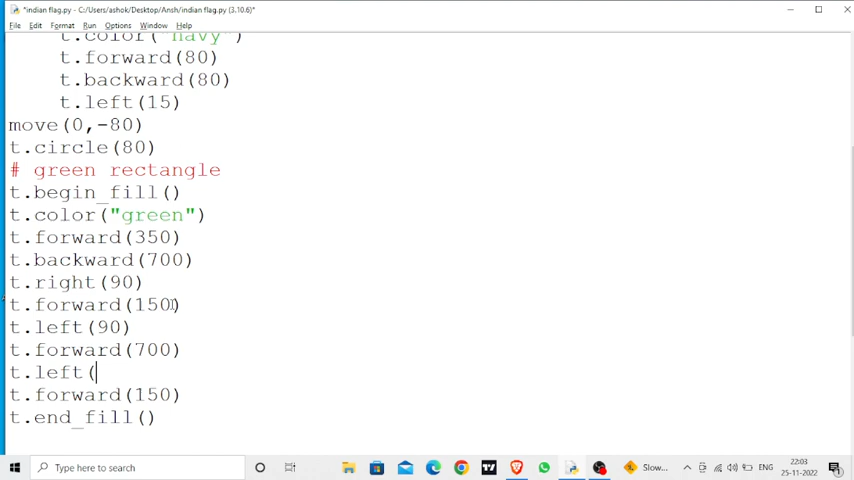 *indian flag.py - C:/Users/ashok/Desktop/Ansh/indian flag.py (3.10.6)*
File Edit Format Run Options Window Help
t.color("navy")
t.forward(80)
t.backward(80)
t.left(15)
move(0,-80)
t.circle(80)
# green rectangle
t.begin_fill()
t.color("green")
t.forward(350)
t.backward(700)
t.right(90)
t.forward(150)
t.left(90)
t.forward(700)
t.left(
t.forward(150)
t.end_fill()
Type here to search
Slow...
ENG
22:03
25-11-2022